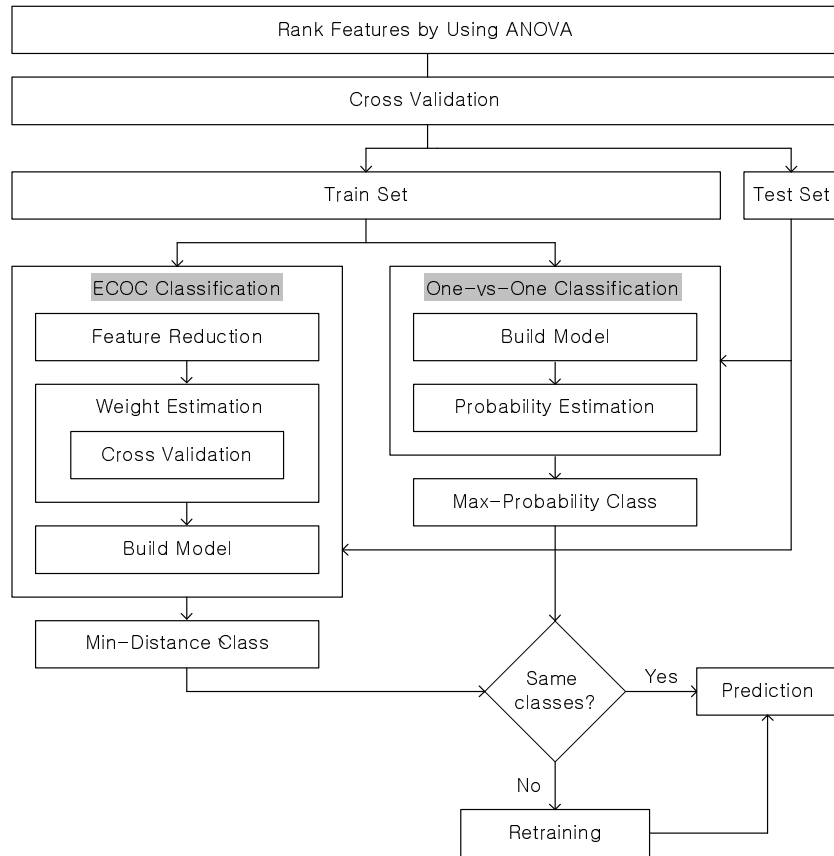 Rank Features by Using ANOVA
Cross Validation
Train Set
Test Set
ECOC Classification
One-vs-One Classification
Feature Reduction
Build Model
Weight Estimation
Probability Estimation
Cross Validation
Max-Probability Class
Build Model
Min-Distance Class
Same
classes?
Yes
Prediction
No
Retraining